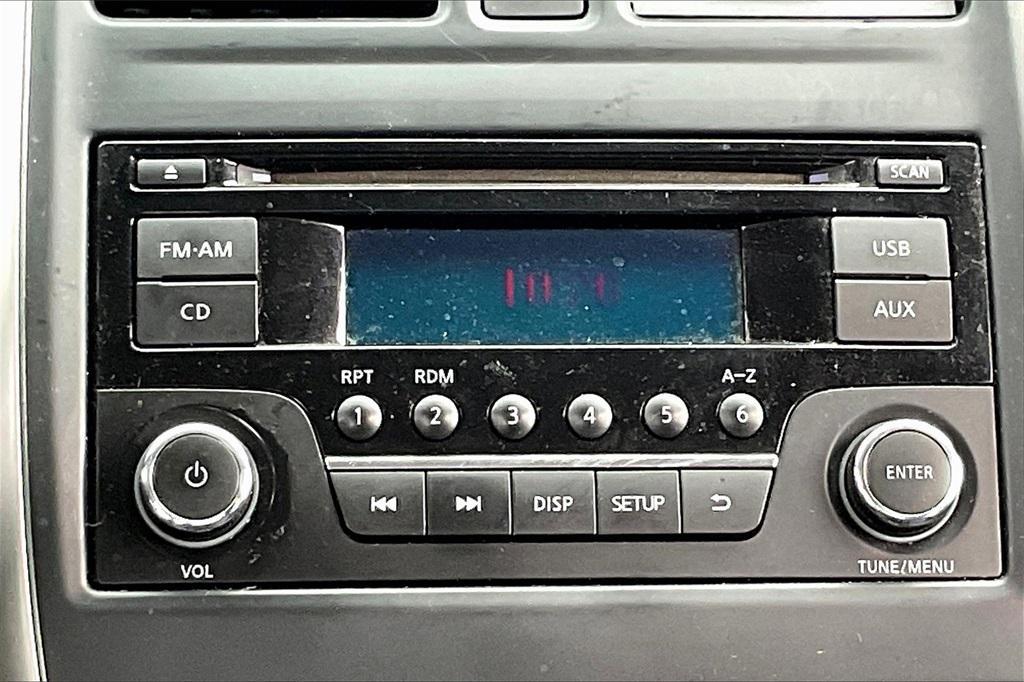 SCAN
FM·AM
USB
CD
AUX
RPT RDM A-Z
1 2 3 4 5 6
ENTER
DISP SETUP
VOL
TUNE/MENU